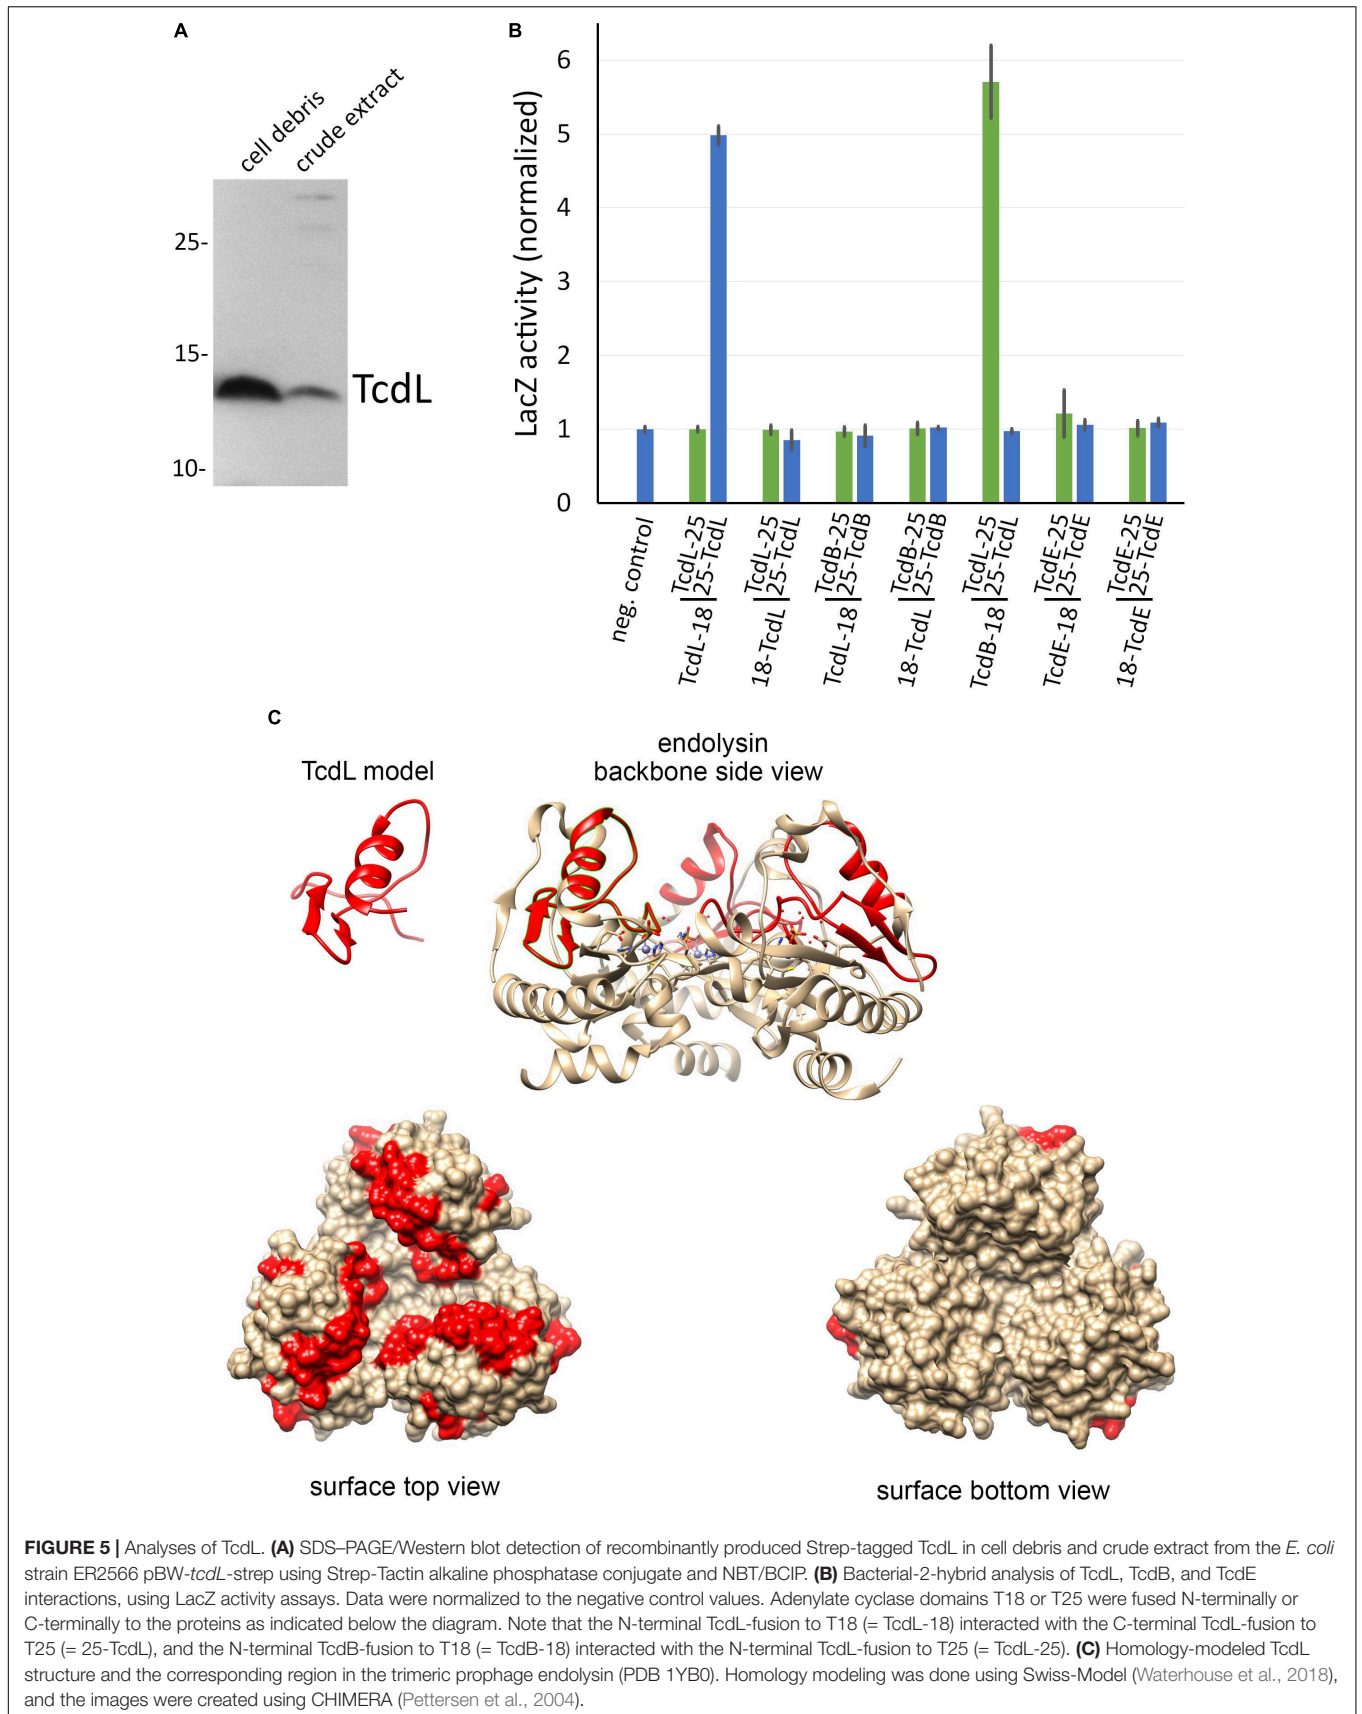 A
cell debris
crude extract
25-
15-
10-
TcdL
B
LacZ activity (normalized)
6
5
4
3
2
1
0
neg. control
TcdL-18 | TcdL-25
25-TcdL
18-TcdL | TcdL-25
25-TcdL
TcdL-18 | TcdB-25
25-TcdB
18-TcdL | TcdB-25
25-TcdB
TcdB-18 | TcdL-25
25-TcdL
TcdE-18 | TcdE-25
25-TcdE
18-TcdE | TcdE-25
25-TcdE
C
TcdL model
endolysin
backbone side view
surface top view
surface bottom view
FIGURE 5 | Analyses of TcdL. (A) SDS–PAGE/Western blot detection of recombinantly produced Strep-tagged TcdL in cell debris and crude extract from the E. coli
strain ER2566 pBW-tcdL-strep using Strep-Tactin alkaline phosphatase conjugate and NBT/BCIP. (B) Bacterial-2-hybrid analysis of TcdL, TcdB, and TcdE
interactions, using LacZ activity assays. Data were normalized to the negative control values. Adenylate cyclase domains T18 or T25 were fused N-terminally or
C-terminally to the proteins as indicated below the diagram. Note that the N-terminal TcdL-fusion to T18 (= TcdL-18) interacted with the C-terminal TcdL-fusion to
T25 (= 25-TcdL), and the N-terminal TcdB-fusion to T18 (= TcdB-18) interacted with the N-terminal TcdL-fusion to T25 (= TcdL-25). (C) Homology-modeled TcdL
structure and the corresponding region in the trimeric prophage endolysin (PDB 1YB0). Homology modeling was done using Swiss-Model (Waterhouse et al., 2018),
and the images were created using CHIMERA (Pettersen et al., 2004).